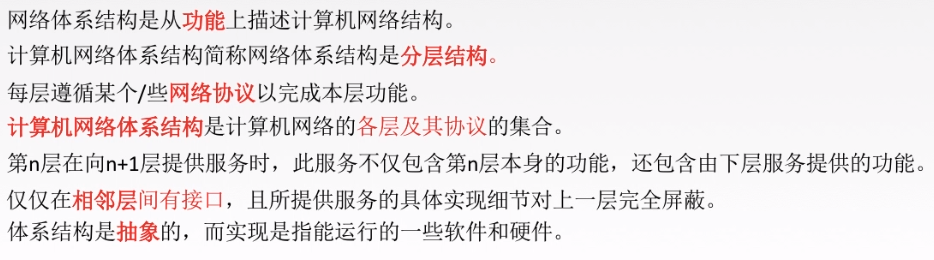 网络体系结构是从功能上描述计算机网络结构。
计算机网络体系结构简称网络体系结构是分层结构。
每层遵循某个/些网络协议以完成本层功能。
计算机网络体系结构是计算机网络的各层及其协议的集合。
第n层在向n+1层提供服务时，此服务不仅包含第n层本身的功能，还包含由下层服务提供的功能。
仅仅在相邻层间有接口，且所提供服务的具体实现细节对上一层完全屏蔽。
体系结构是抽象的，而实现是指能运行的一些软件和硬件。